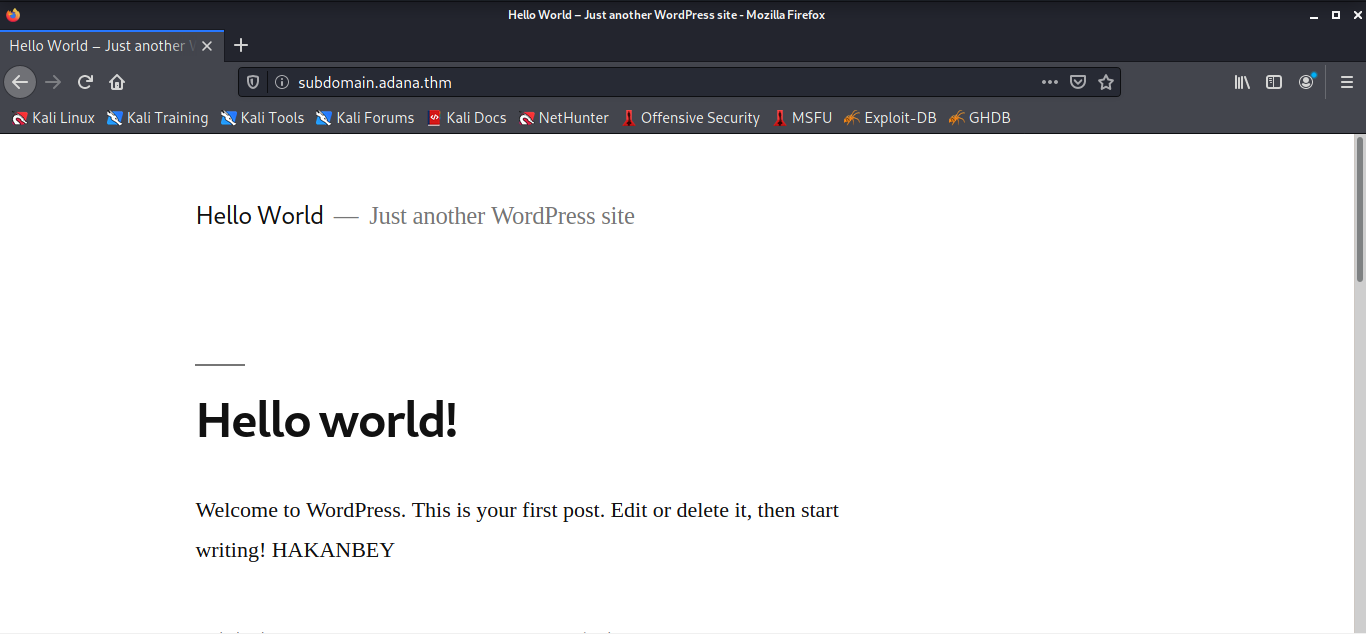 Hello World – Just another WordPress site - Mozilla Firefox
Hello World – Just another
subdomain.adana.thm
Kali Linux Kali Training Kali Tools Kali Forums Kali Docs NetHunter Offensive Security MSFU Exploit-DB GHDB
Hello World — Just another WordPress site
Hello world!
Welcome to WordPress. This is your first post. Edit or delete it, then start
writing! HAKANBEY